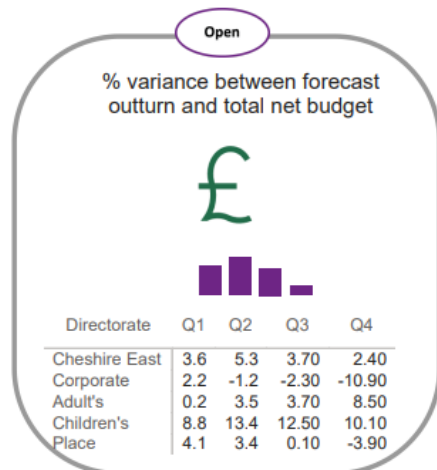 Open
% variance between forecast
outturn and total net budget
£
Directorate Q1 Q2 Q3 Q4
Cheshire East 3.6 5.3 3.70 2.40
Corporate 2.2 -1.2 -2.30 -10.90
Adult's 0.2 3.5 3.70 8.50
Children's 8.8 13.4 12.50 10.10
Place 4.1 3.4 0.10 -3.90